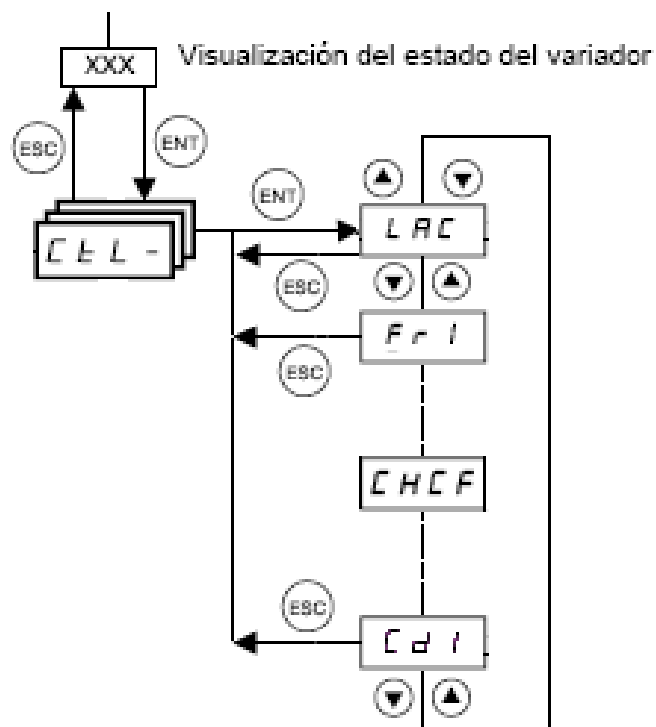 XXX Visualización del estado del variador
ESC
ENT
CtL-
ENT
LAC
ESC
Fr1
ESC
CHCF
ESC
Cd1